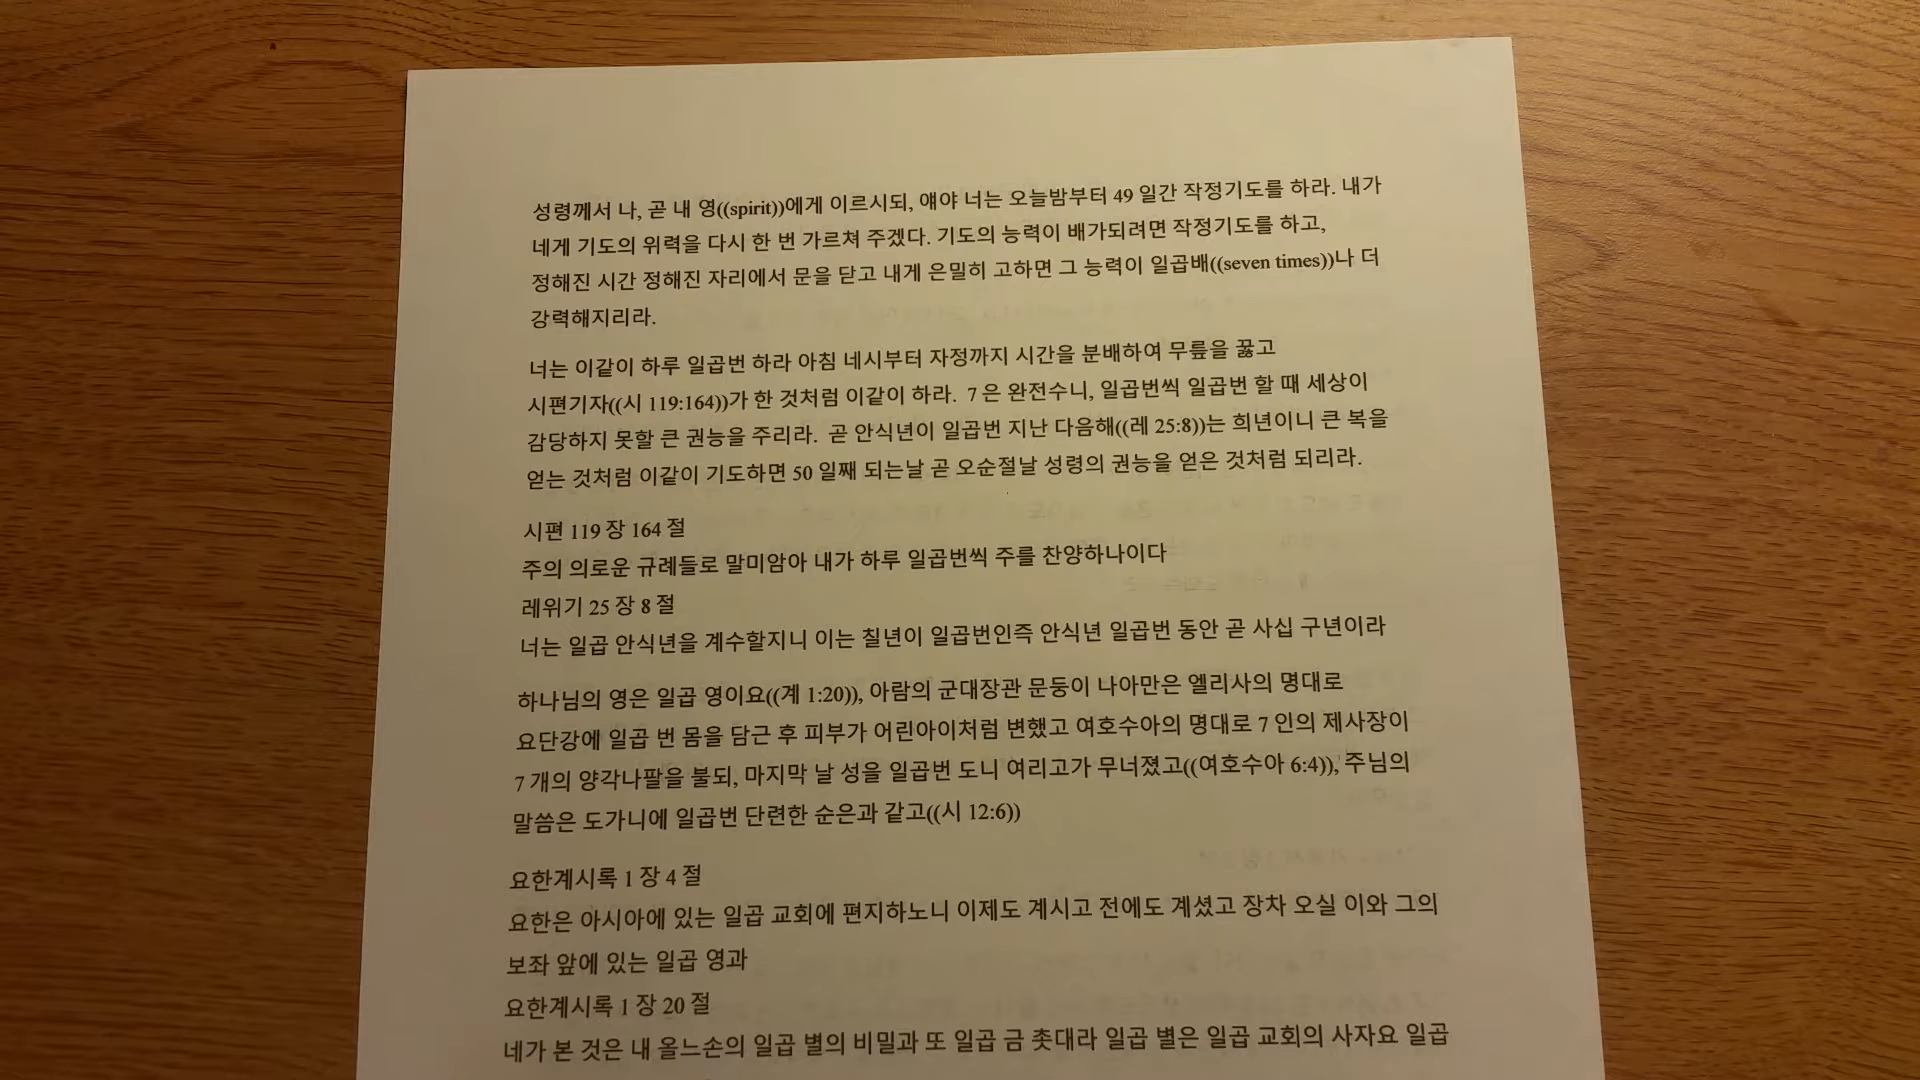 성령께서 나, 곧 내 영((spirit))에게 이르시되, 얘야 너는 오늘밤부터 49 일간 작정기도를 하라. 내가
네게 기도의 위력을 다시 한 번 가르쳐 주겠다. 기도의 능력이 배가되려면 작정기도를 하고,
정해진 시간 정해진 자리에서 문을 닫고 내게 은밀히 고하면 그 능력이 일곱배((seven times))나 더
강력해지리라.
너는 이같이 하루 일곱번 하라 아침 네시부터 자정까지 시간을 분배하여 무릎을 꿇고
시편기자((시 119:164))가 한 것처럼 이같이 하라. 7 은 완전수니, 일곱번씩 일곱번 할 때 세상이
감당하지 못할 큰 권능을 주리라. 곧 안식년이 일곱번 지난 다음해((레 25:8))는 희년이니 큰 복을
얻는 것처럼 이같이 기도하면 50 일째 되는날 곧 오순절날 성령의 권능을 얻은 것처럼 되리라.
시편 119 장 164 절
주의 의로운 규례들로 말미암아 내가 하루 일곱번씩 주를 찬양하나이다
레위기 25 장 8 절
너는 일곱 안식년을 계수할지니 이는 칠년이 일곱번인즉 안식년 일곱번 동안 곧 사십 구년이라
하나님의 영은 일곱 영이요((계 1:20)), 아람의 군대장관 문둥이 나아만은 엘리사의 명대로
요단강에 일곱 번 몸을 담근 후 피부가 어린아이처럼 변했고 여호수아의 명대로 7 인의 제사장이
7 개의 양각나팔을 불되, 마지막 날 성을 일곱번 도니 여리고가 무너졌고((여호수아 6:4)), 주님의
말씀은 도가니에 일곱번 단련한 순은과 같고((시 12:6))
요한계시록 1 장 4 절
요한은 아시아에 있는 일곱 교회에 편지하노니 이제도 계시고 전에도 계셨고 장차 오실 이와 그의
보좌 앞에 있는 일곱 영과
요한계시록 1 장 20 절
네가 본 것은 내 올느손의 일곱 별의 비밀과 또 일곱 금 촛대라 일곱 별은 일곱 교회의 사자요 일곱